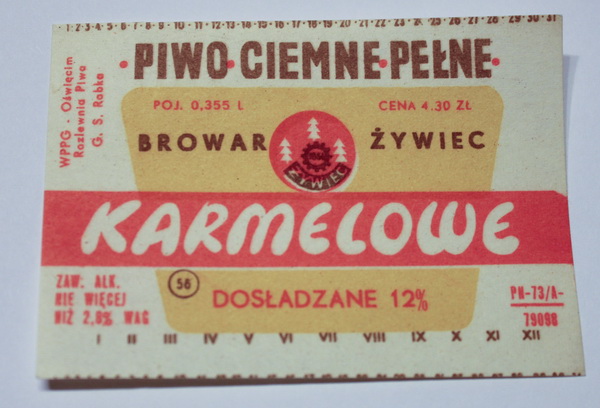 1·2·3·4·5·6·7·8·9·10·11·12·13·14·15·16·17·18·19·20·21·22·23·24·25·26·27·28·29·30·31
·PIWO·CIEMNE·PEŁNE·
WPPG · Oświęcim
Rozlewnia Piwa
G. S. Rabka
POJ. 0,355 L
CENA 4.30 ZŁ
BROWAR
ŻYWIEC
ŻYWIEC
KARMELOWE
ZAW. ALK.
NIE WIĘCEJ
NIŻ 2,8% WAG
56
DOSŁADZANE 12%
PN-73/A-
79098
I II III IV V VI VII VIII IX X XI XII